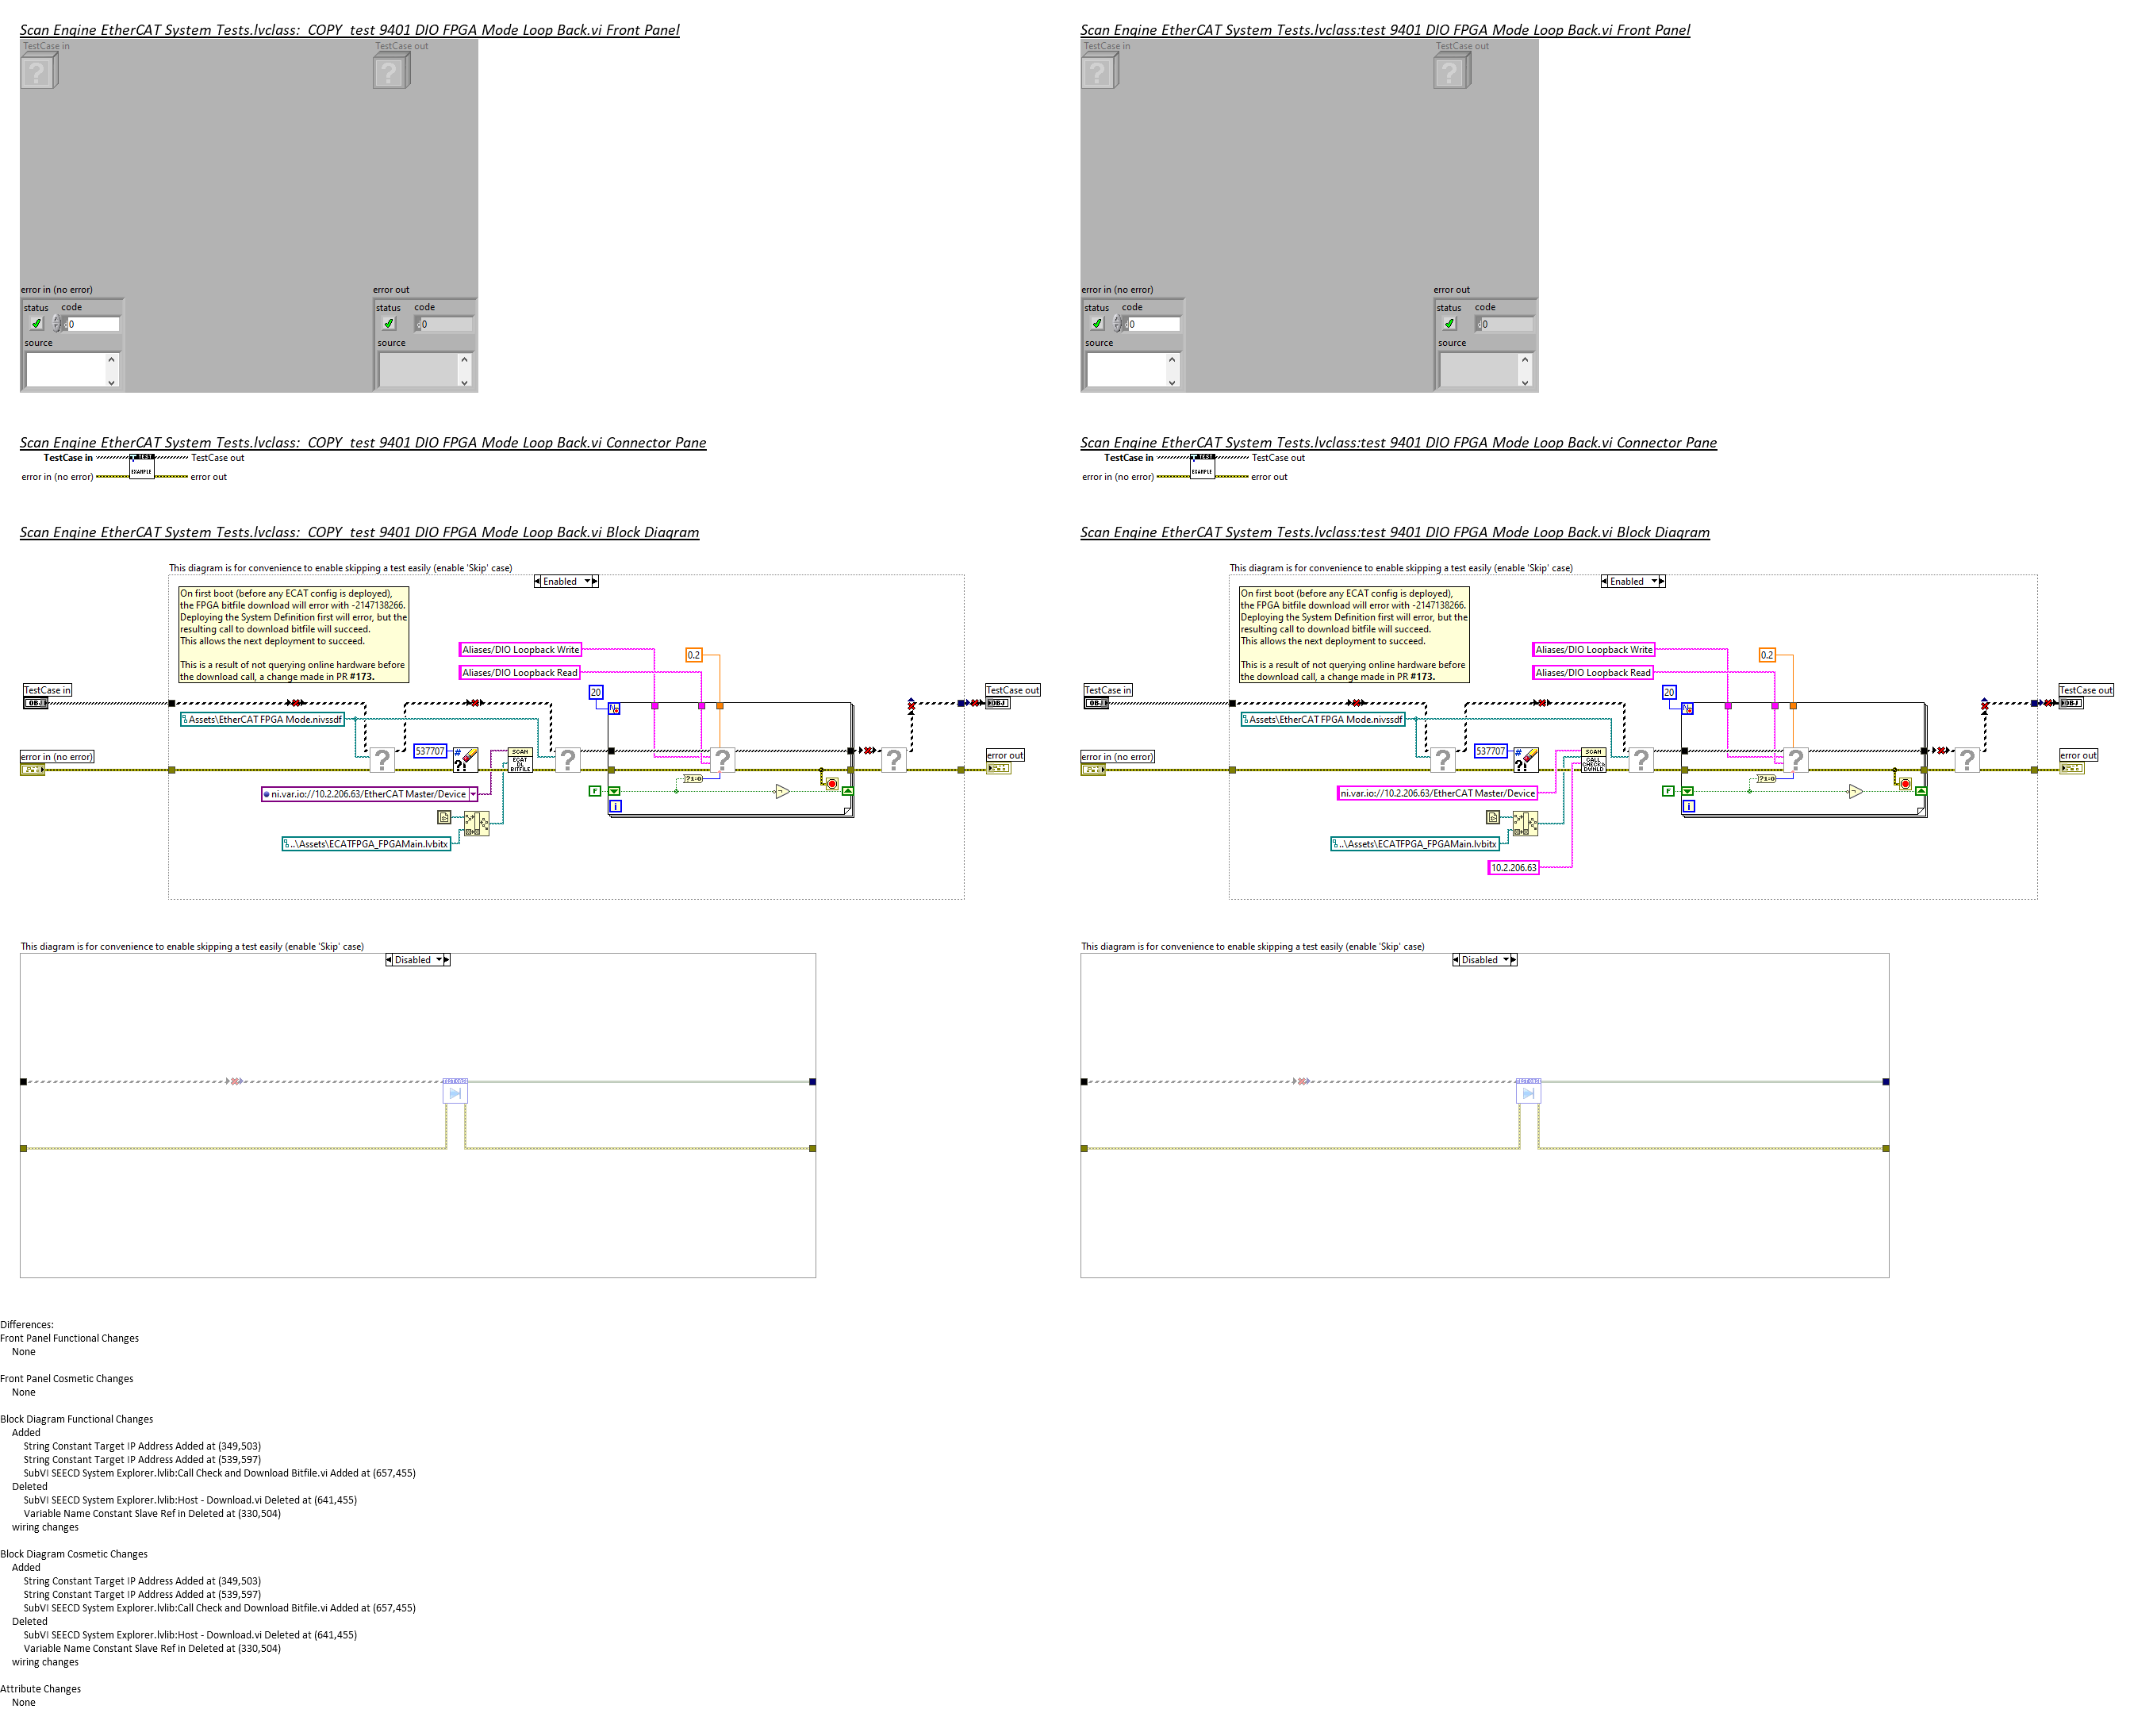 Scan Engine EtherCAT System Tests.lvclass:_COPY_test 9401 DIO FPGA Mode Loop Back.vi Front Panel
TestCase in
TestCase out
error in (no error)
error out
status code
0
status code
0
source
source
Scan Engine EtherCAT System Tests.lvclass:_COPY_test 9401 DIO FPGA Mode Loop Back.vi Connector Pane
TestCase in
TestCase out
TEST
EXAMPLE
error in (no error)
error out
Scan Engine EtherCAT System Tests.lvclass:_COPY_test 9401 DIO FPGA Mode Loop Back.vi Block Diagram
This diagram is for convenience to enable skipping a test easily (enable 'Skip' case)
Enabled
On first boot (before any ECAT config is deployed),
the FPGA bitfile download will error with -2147138266.
Deploying the System Definition first will error, but the
resulting call to download bitfile will succeed.
This allows the next deployment to succeed.
This is a result of not querying online hardware before
the download call, a change made in PR #173.
Aliases/DIO Loopback Write
Aliases/DIO Loopback Read
0.2
20
N
TestCase in
OBJ
TestCase out
OBJ
Assets\EtherCAT FPGA Mode.nivssdf
error in (no error)
error out
537707
SCAN
ECAT
DL
BITFILE
?1:0
F
i
ni.var.io://10.2.206.63/EtherCAT Master/Device
..\Assets\ECATFPGA_FPGAMain.lvbitx
This diagram is for convenience to enable skipping a test easily (enable 'Skip' case)
Disabled
Scan Engine EtherCAT System Tests.lvclass:test 9401 DIO FPGA Mode Loop Back.vi Front Panel
TestCase in
TestCase out
error in (no error)
error out
status code
0
status code
0
source
source
Scan Engine EtherCAT System Tests.lvclass:test 9401 DIO FPGA Mode Loop Back.vi Connector Pane
TestCase in
TestCase out
TEST
EXAMPLE
error in (no error)
error out
Scan Engine EtherCAT System Tests.lvclass:test 9401 DIO FPGA Mode Loop Back.vi Block Diagram
This diagram is for convenience to enable skipping a test easily (enable 'Skip' case)
Enabled
On first boot (before any ECAT config is deployed),
the FPGA bitfile download will error with -2147138266.
Deploying the System Definition first will error, but the
resulting call to download bitfile will succeed.
This allows the next deployment to succeed.
This is a result of not querying online hardware before
the download call, a change made in PR #173.
Aliases/DIO Loopback Write
Aliases/DIO Loopback Read
0.2
20
N
TestCase in
OBJ
TestCase out
OBJ
Assets\EtherCAT FPGA Mode.nivssdf
error in (no error)
error out
537707
SCAN
CALL
CHECK&
DWNLD
?1:0
F
i
ni.var.io://10.2.206.63/EtherCAT Master/Device
..\Assets\ECATFPGA_FPGAMain.lvbitx
10.2.206.63
This diagram is for convenience to enable skipping a test easily (enable 'Skip' case)
Disabled
Differences:
Front Panel Functional Changes
None
Front Panel Cosmetic Changes
None
Block Diagram Functional Changes
Added
String Constant Target IP Address Added at (349,503)
String Constant Target IP Address Added at (539,597)
SubVI SEECD System Explorer.lvlib:Call Check and Download Bitfile.vi Added at (657,455)
Deleted
SubVI SEECD System Explorer.lvlib:Host - Download.vi Deleted at (641,455)
Variable Name Constant Slave Ref in Deleted at (330,504)
wiring changes
Block Diagram Cosmetic Changes
Added
String Constant Target IP Address Added at (349,503)
String Constant Target IP Address Added at (539,597)
SubVI SEECD System Explorer.lvlib:Call Check and Download Bitfile.vi Added at (657,455)
Deleted
SubVI SEECD System Explorer.lvlib:Host - Download.vi Deleted at (641,455)
Variable Name Constant Slave Ref in Deleted at (330,504)
wiring changes
Attribute Changes
None